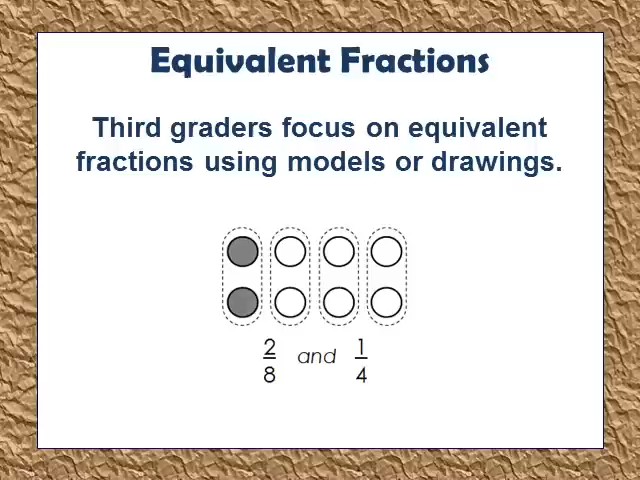 Equivalent Fractions
Third graders focus on equivalent
fractions using models or drawings.
2/8 and 1/4